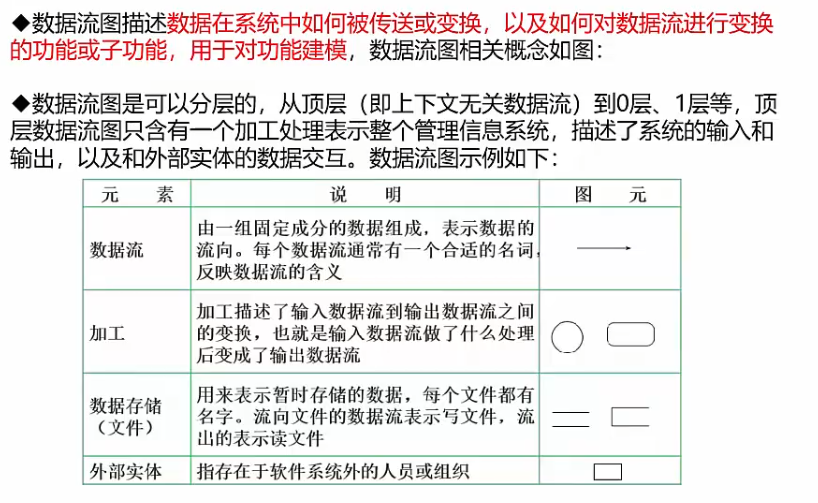 ◆数据流图描述数据在系统中如何被传送或变换，以及如何对数据流进行变换
的功能或子功能，用于对功能建模，数据流图相关概念如图：
◆数据流图是可以分层的，从顶层（即上下文无关数据流）到0层、1层等，顶
层数据流图只含有一个加工处理表示整个管理信息系统，描述了系统的输入和
输出，以及和外部实体的数据交互。数据流图示例如下：
元 素 说 明 图 元
数据流
由一组固定成分的数据组成，表示数据的
流向。每个数据流通常有一个合适的名词，
反映数据流的含义
加工
加工描述了输入数据流到输出数据流之间
的变换，也就是输入数据流做了什么处理
后变成了输出数据流
数据存储
（文件）
用来表示暂时存储的数据，每个文件都有
名字。流向文件的数据流表示写文件，流
出的表示读文件
外部实体 指存在于软件系统外的人员或组织